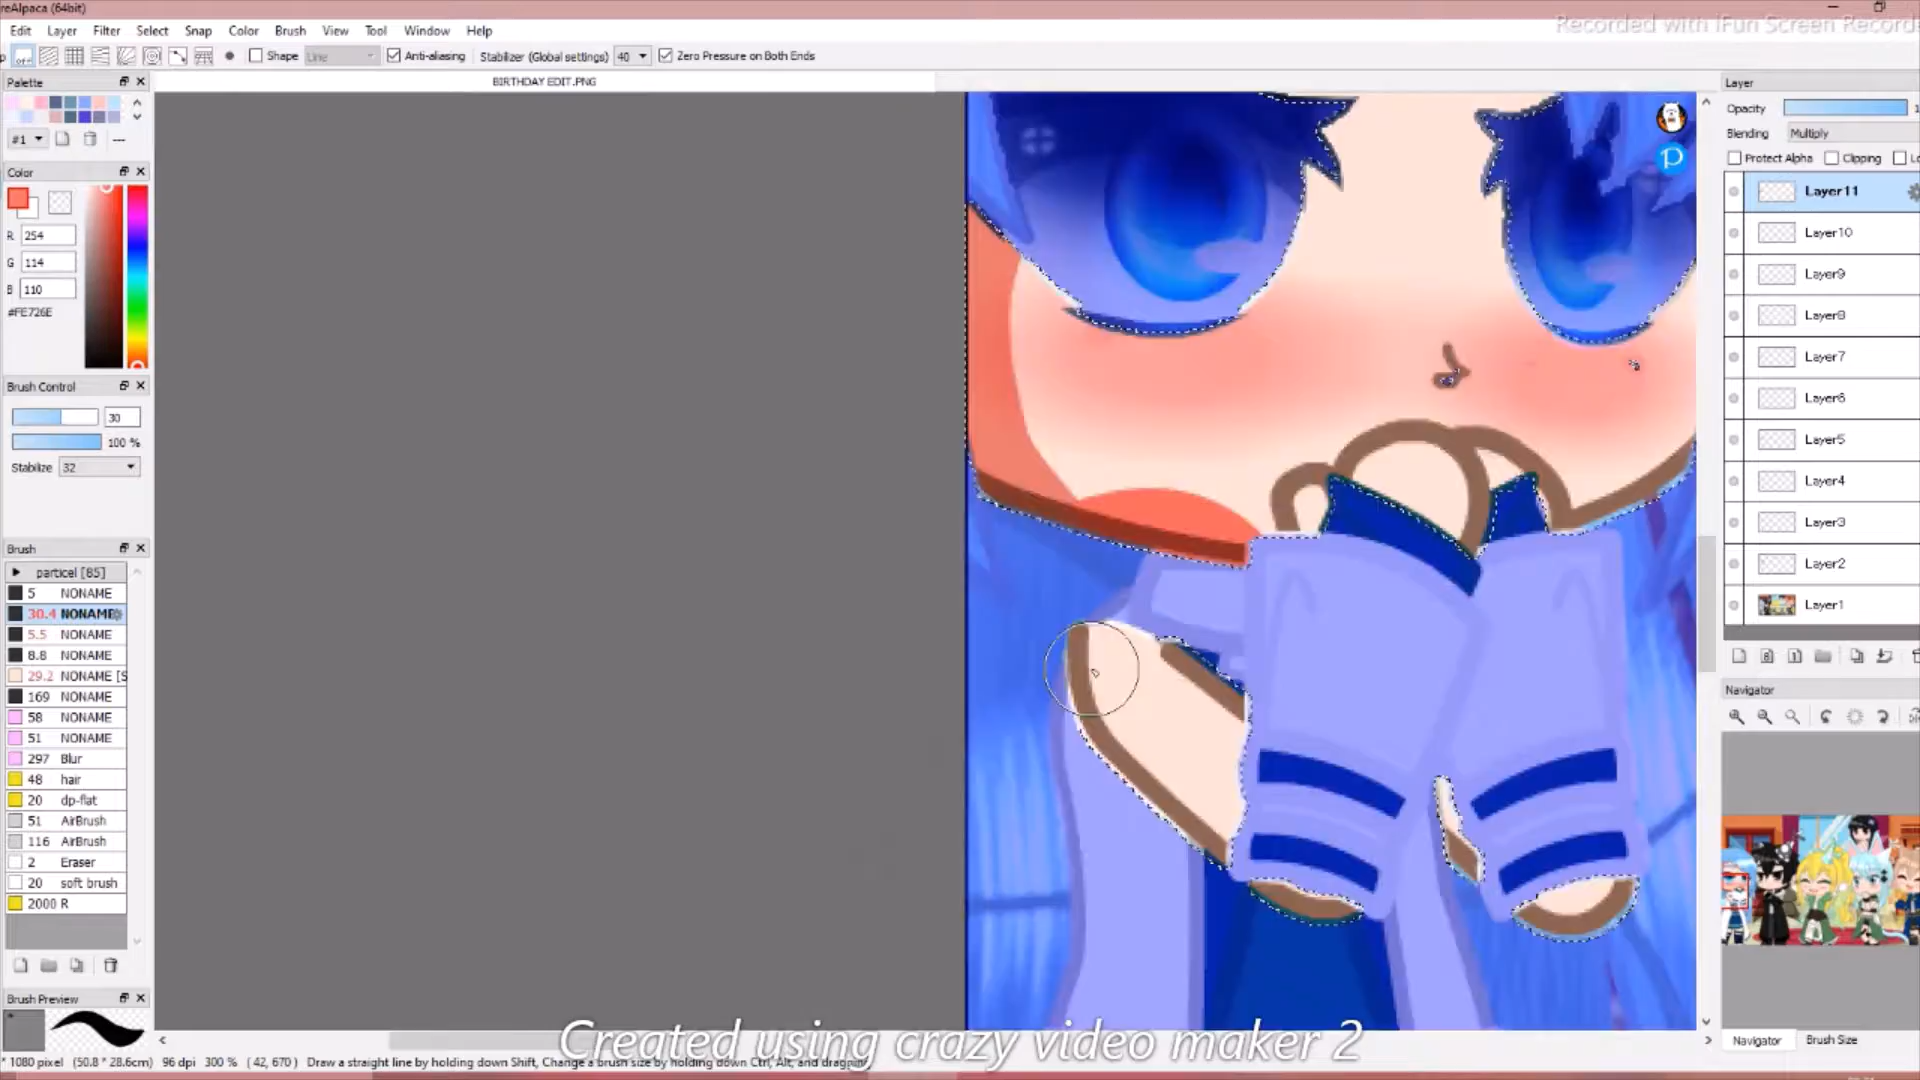 reAlpaca (64bit)
Recorded with iFun Screen Record
Edit Layer Filter Select Snap Color Brush View Tool Window Help
Shape Line Anti-aliasing Stabilizer (Global settings) 40 Zero Pressure on Both Ends
BIRTHDAY EDIT.PNG
Palette
#1
Color
R 254
G 114
B 110
#FE726E
Brush Control
30
100 %
Stabilize 32
Brush
particel [85]
5 NONAME
30.4 NONAME
5.5 NONAME
8.8 NONAME
29.2 NONAME [S
169 NONAME
58 NONAME
51 NONAME
297 Blur
48 hair
20 dp-flat
51 AirBrush
116 AirBrush
2 Eraser
20 soft brush
2000 R
Brush Preview
Layer
Opacity
Blending Multiply
Protect Alpha Clipping Lo
Layer11
Layer10
Layer9
Layer8
Layer7
Layer6
Layer5
Layer4
Layer3
Layer2
Layer1
Navigator
Navigator Brush Size
Created using crazy video maker 2
* 1080 pixel (50.8 * 28.6cm) 96 dpi 300 % ( 42, 670 ) Draw a straight line by holding down Shift, Change a brush size by holding down Ctrl, Alt, and dragging